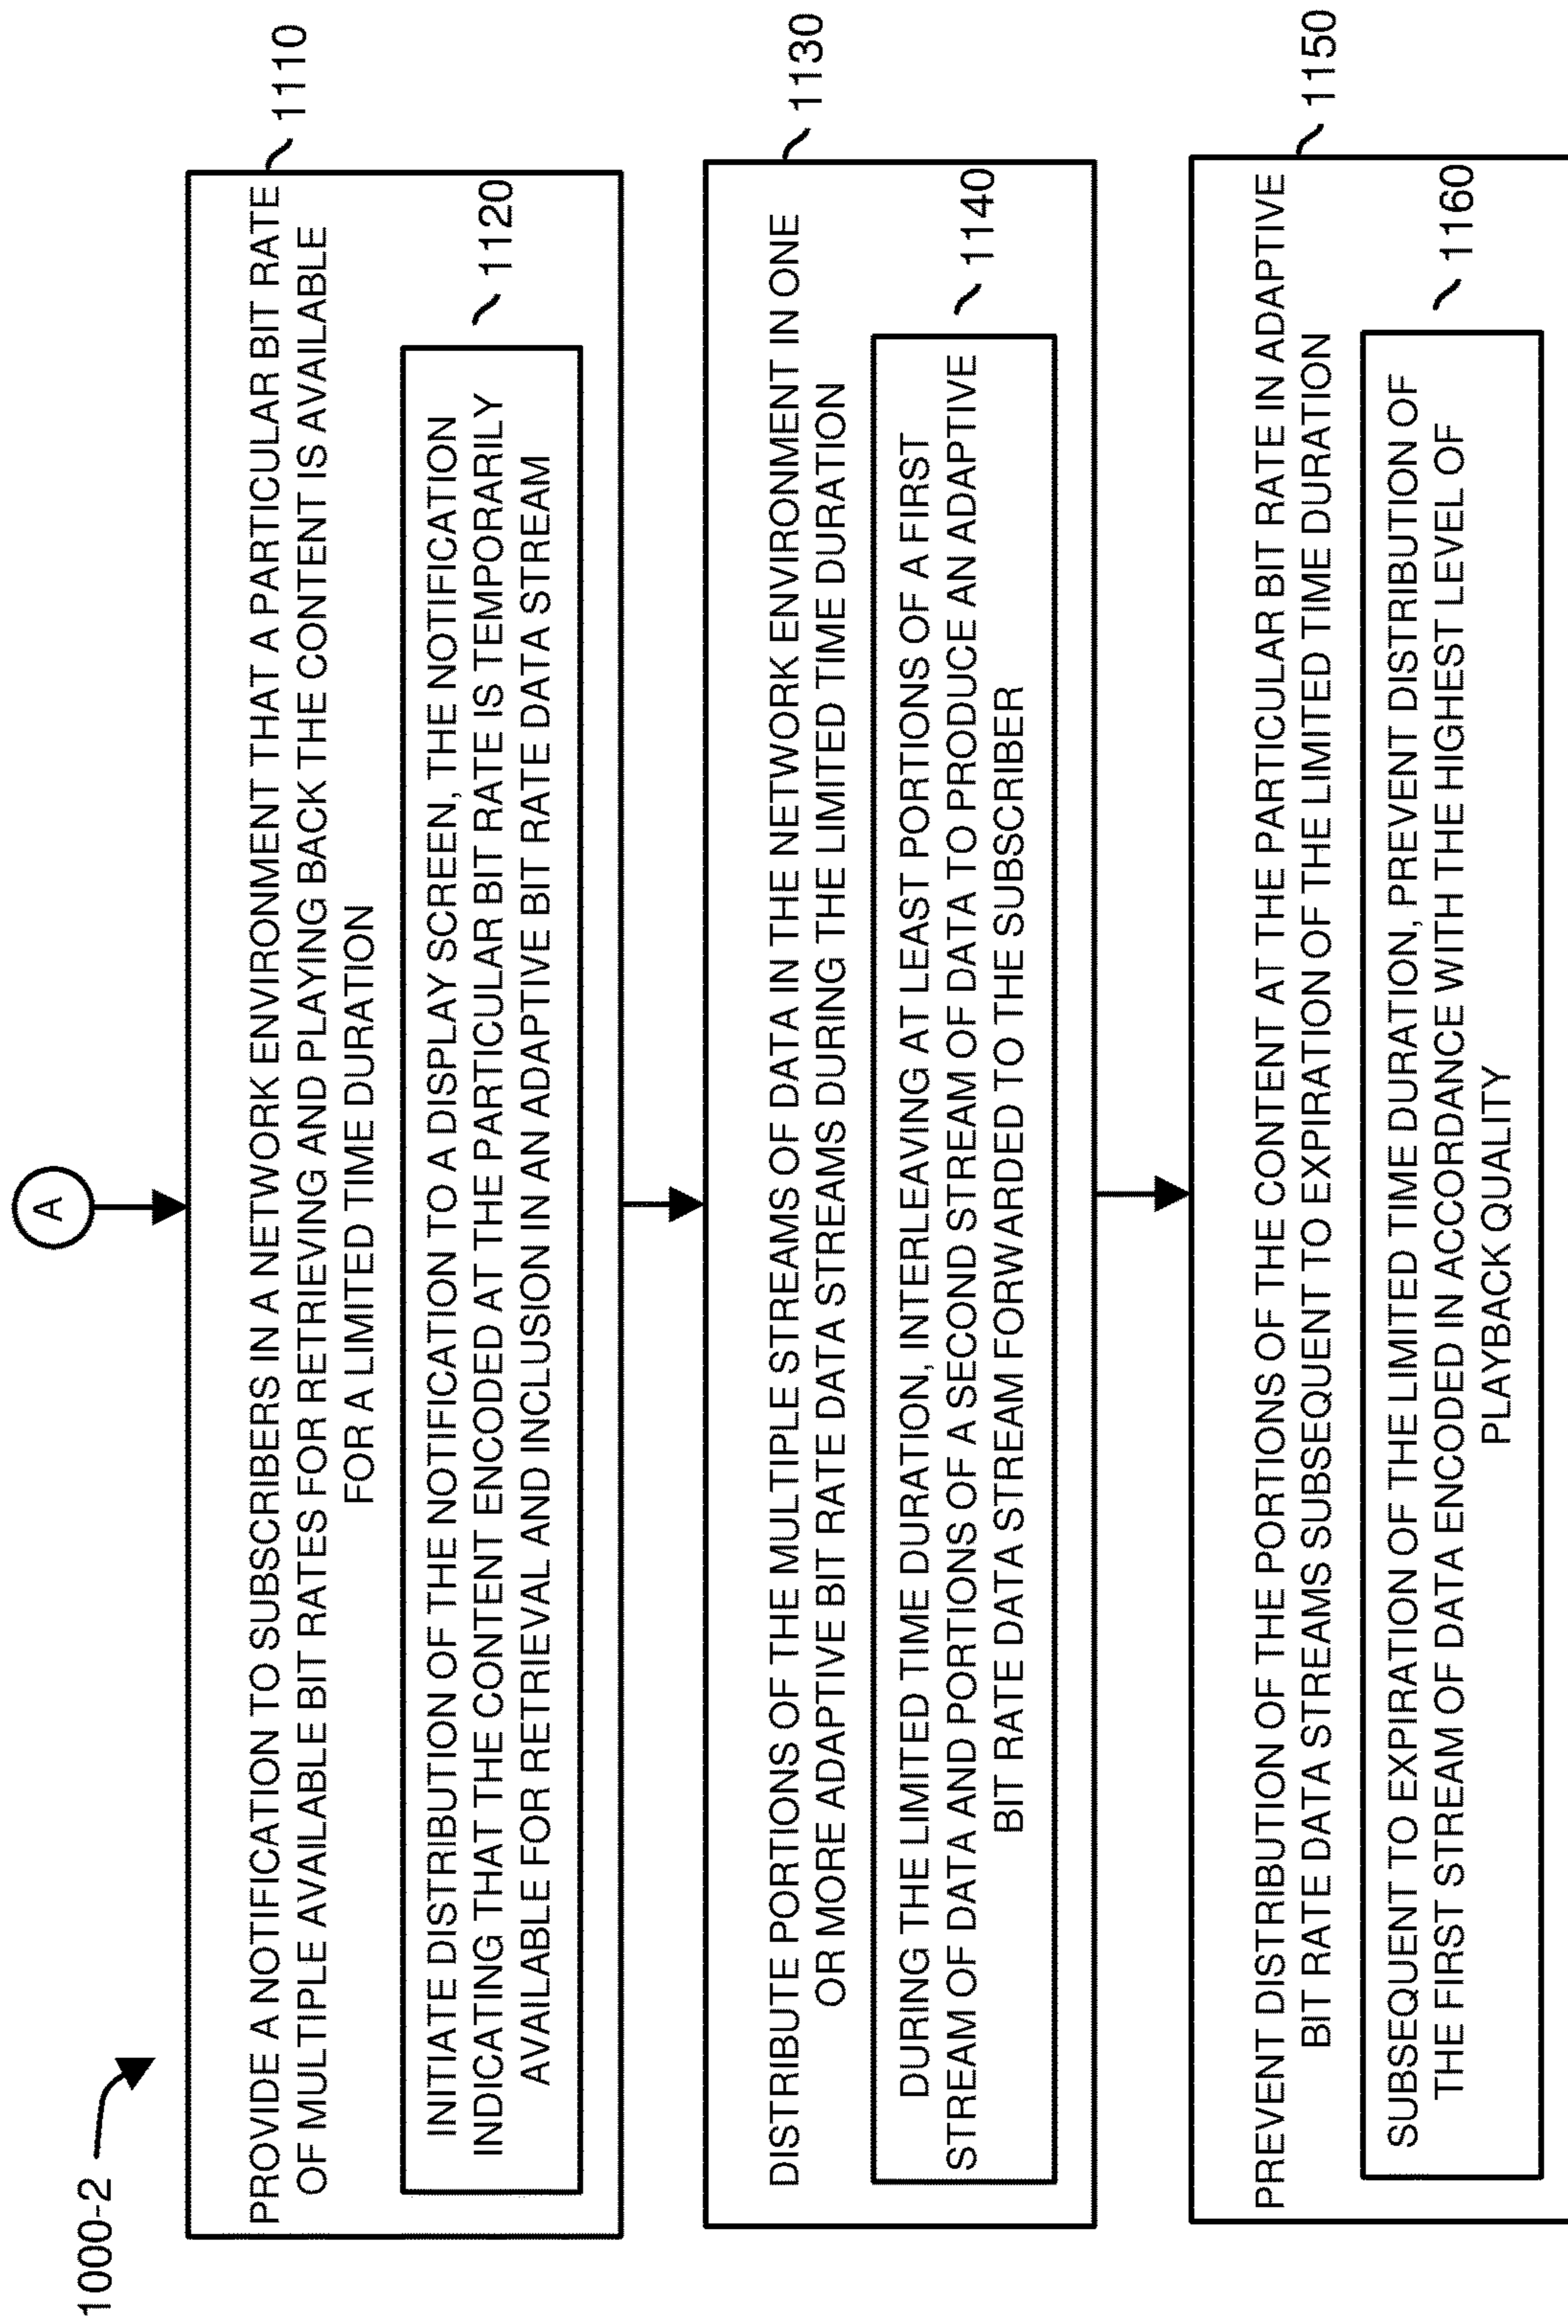 1000-2
A
1110
PROVIDE A NOTIFICATION TO SUBSCRIBERS IN A NETWORK ENVIRONMENT THAT A PARTICULAR BIT RATE
OF MULTIPLE AVAILABLE BIT RATES FOR RETRIEVING AND PLAYING BACK THE CONTENT IS AVAILABLE
FOR A LIMITED TIME DURATION
1120
INITIATE DISTRIBUTION OF THE NOTIFICATION TO A DISPLAY SCREEN, THE NOTIFICATION
INDICATING THAT THE CONTENT ENCODED AT THE PARTICULAR BIT RATE IS TEMPORARILY
AVAILABLE FOR RETRIEVAL AND INCLUSION IN AN ADAPTIVE BIT RATE DATA STREAM
1130
DISTRIBUTE PORTIONS OF THE MULTIPLE STREAMS OF DATA IN THE NETWORK ENVIRONMENT IN ONE
OR MORE ADAPTIVE BIT RATE DATA STREAMS DURING THE LIMITED TIME DURATION
1140
DURING THE LIMITED TIME DURATION, INTERLEAVING AT LEAST PORTIONS OF A FIRST
STREAM OF DATA AND PORTIONS OF A SECOND STREAM OF DATA TO PRODUCE AN ADAPTIVE
BIT RATE DATA STREAM FORWARDED TO THE SUBSCRIBER
1150
PREVENT DISTRIBUTION OF THE PORTIONS OF THE CONTENT AT THE PARTICULAR BIT RATE IN ADAPTIVE
BIT RATE DATA STREAMS SUBSEQUENT TO EXPIRATION OF THE LIMITED TIME DURATION
1160
SUBSEQUENT TO EXPIRATION OF THE LIMITED TIME DURATION, PREVENT DISTRIBUTION OF
THE FIRST STREAM OF DATA ENCODED IN ACCORDANCE WITH THE HIGHEST LEVEL OF
PLAYBACK QUALITY